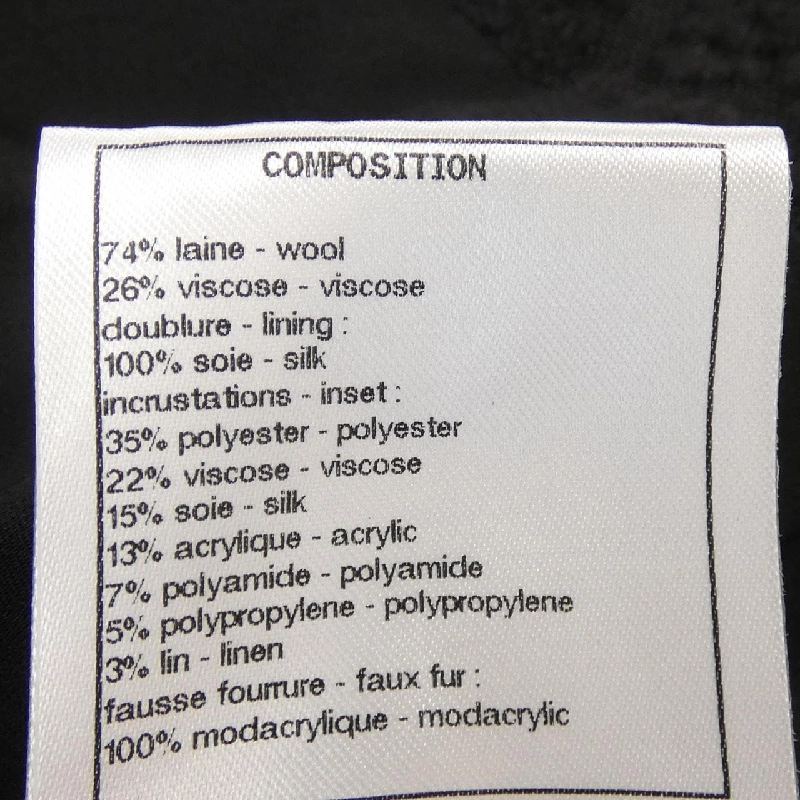 COMPOSITION
74% laine - wool
26% viscose - viscose
doublure - lining :
100% soie - silk
incrustations - inset :
35% polyester - polyester
22% viscose - viscose
15% soie - silk
13% acrylique - acrylic
7% polyamide - polyamide
5% polypropylene - polypropylene
3% lin - linen
fausse fourrure - faux fur :
100% modacrylique - modacrylic